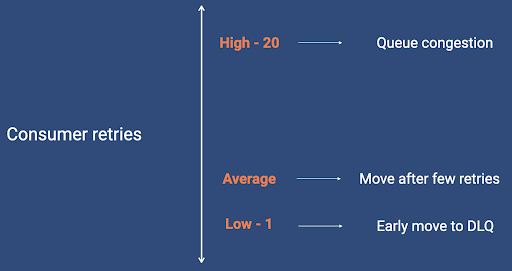 High - 20
Queue congestion
Consumer retries
Average
Move after few retries
Low - 1
Early move to DLQ